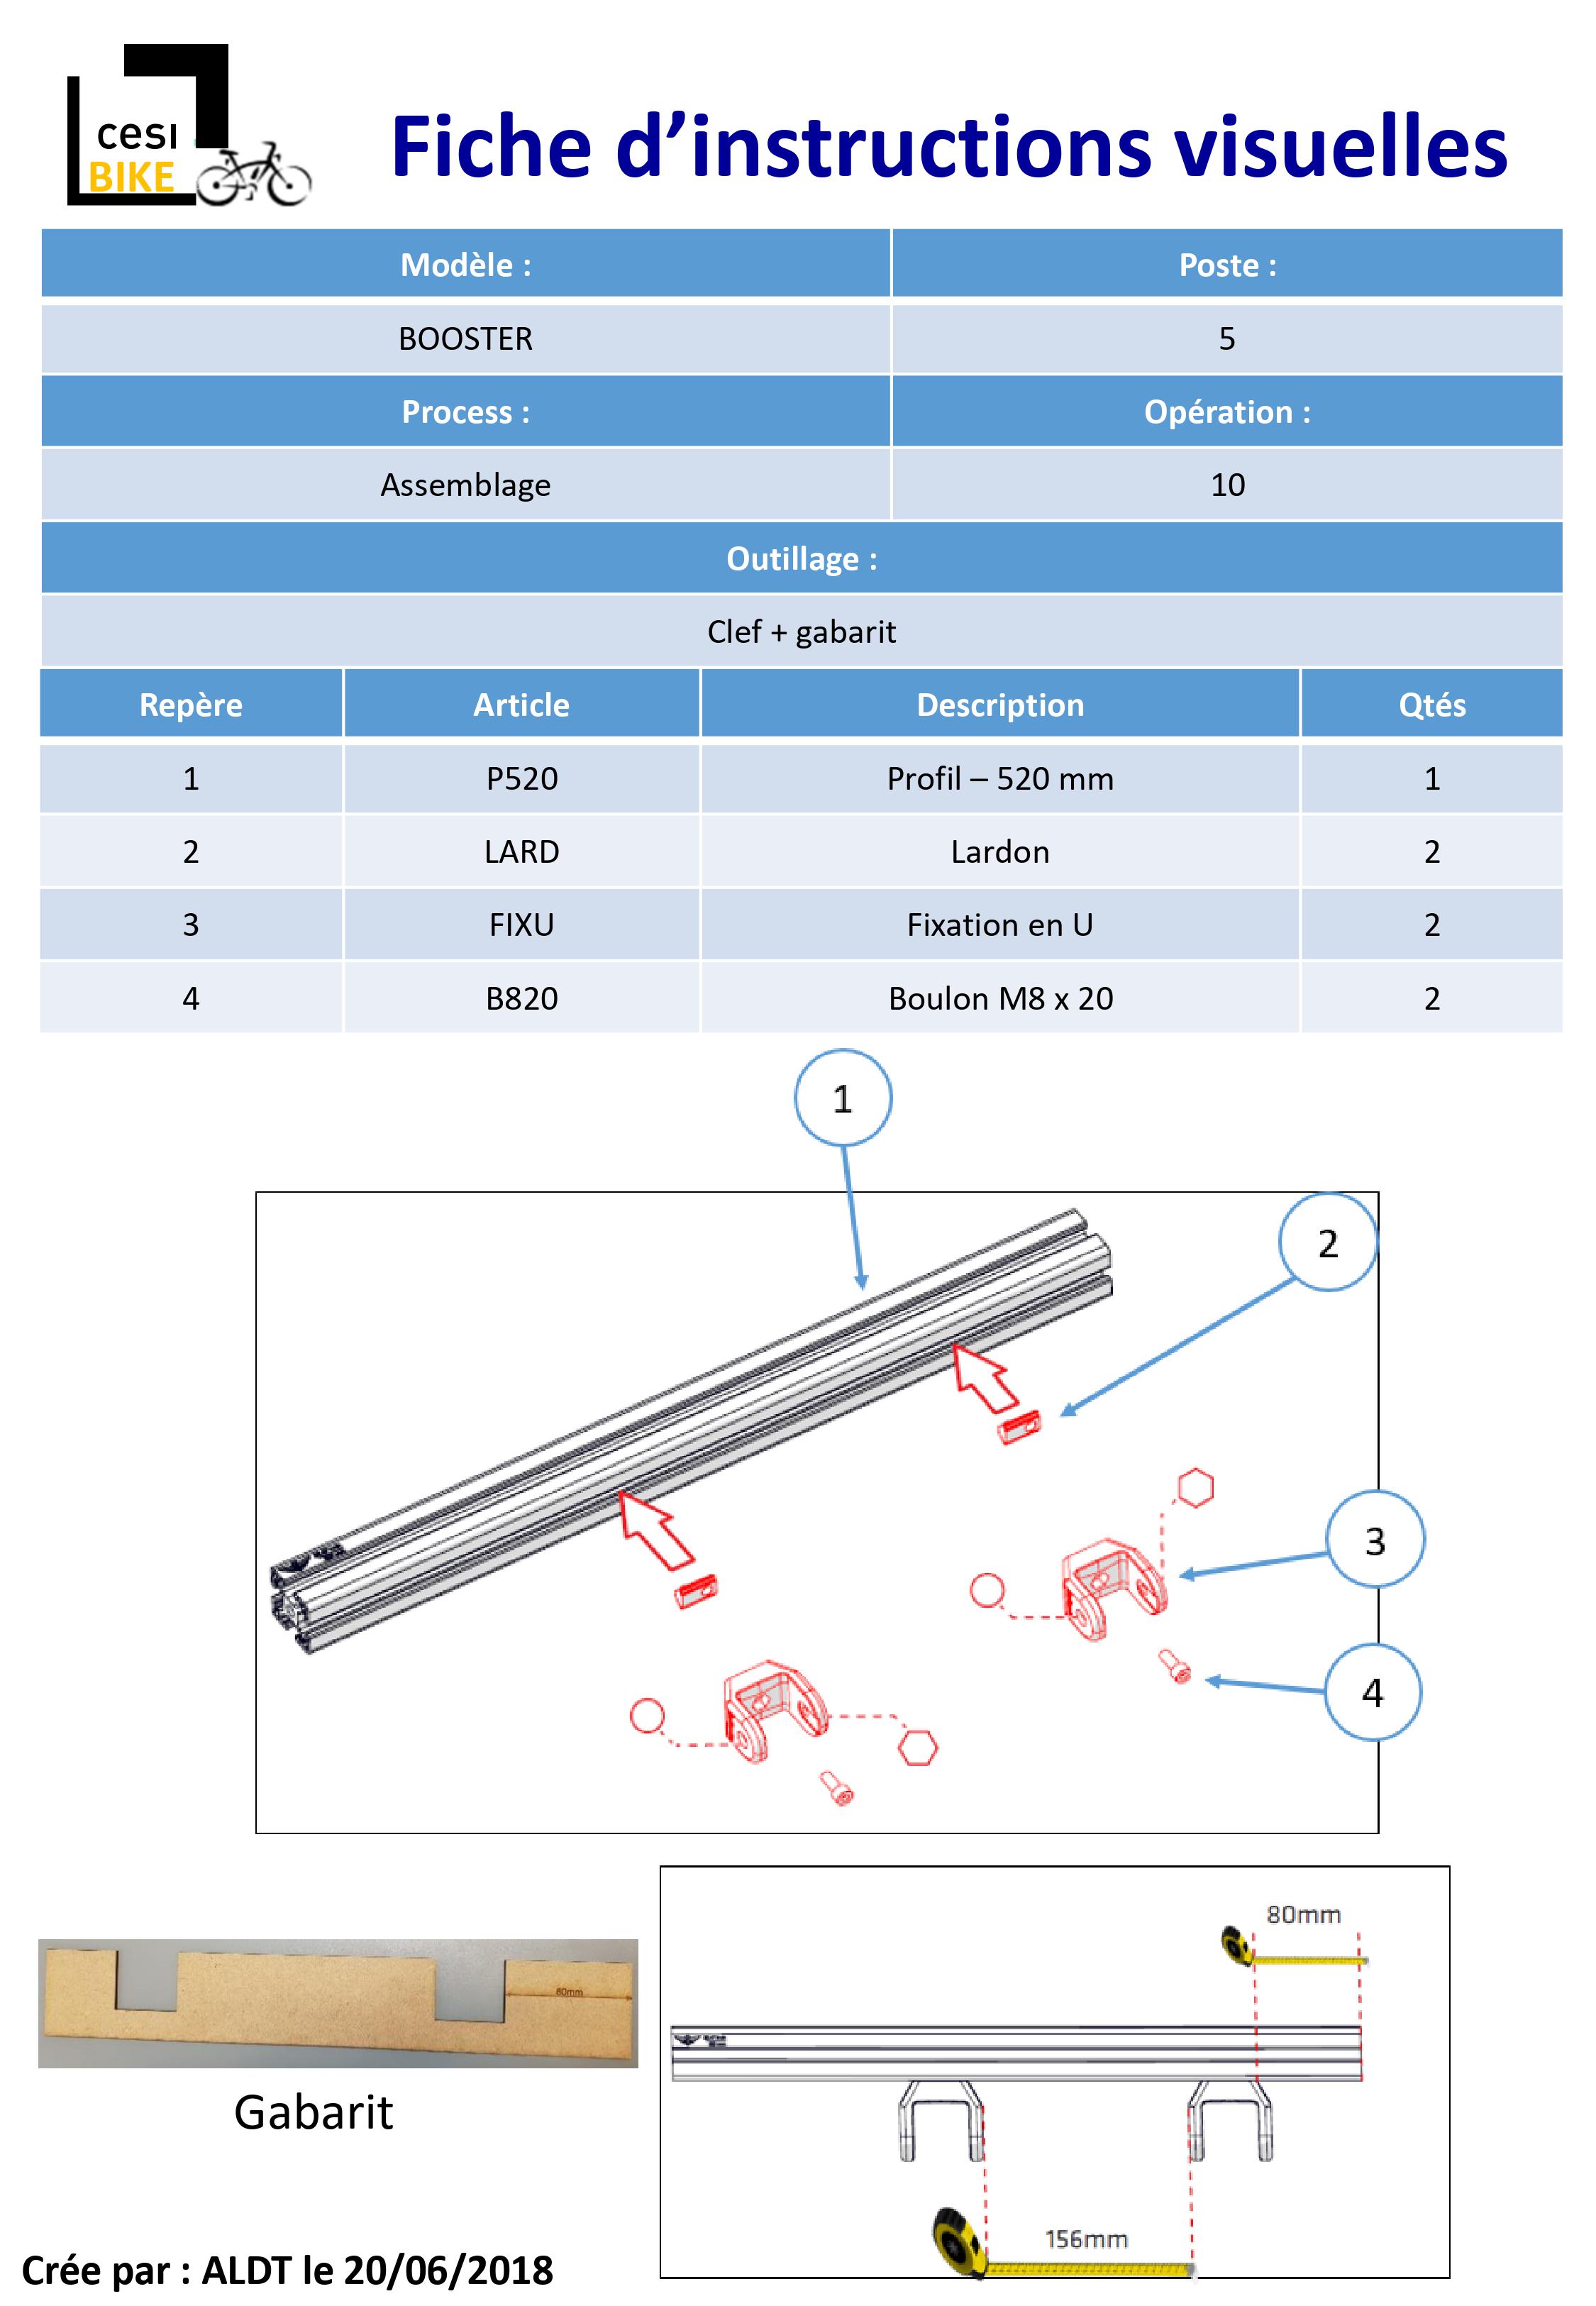 cesi
BIKE
Fiche d’instructions visuelles
Modèle : Poste :
BOOSTER 5
Process : Opération :
Assemblage 10
Outillage :
Clef + gabarit
Repère Article Description Qtés
1 P520 Profil – 520 mm 1
2 LARD Lardon 2
3 FIXU Fixation en U 2
4 B820 Boulon M8 x 20 2
1
2
3
4
80mm
80mm
Gabarit
156mm
Crée par : ALDT le 20/06/2018